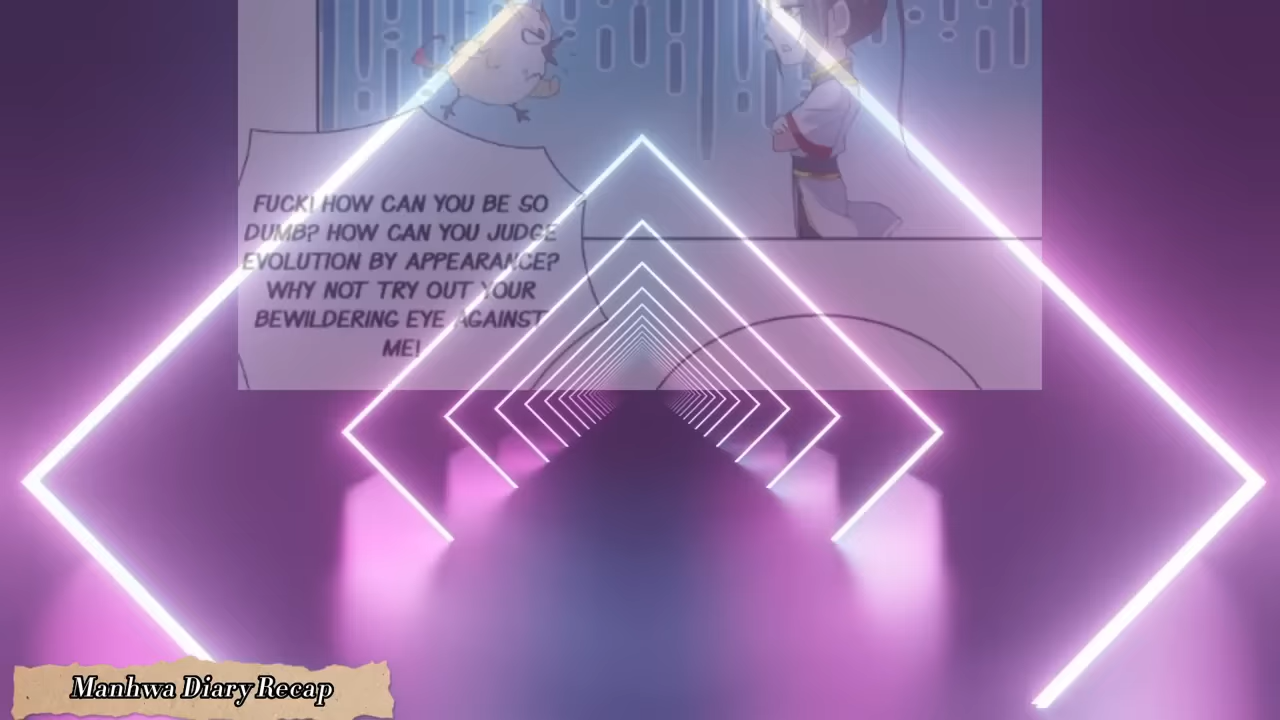 FUCK! HOW CAN YOU BE SO
DUMB? HOW CAN YOU JUDGE
EVOLUTION BY APPEARANCE?
WHY NOT TRY OUT YOUR
BEWILDERING EYE AGAINST
ME!
Manhwa Diary Recap